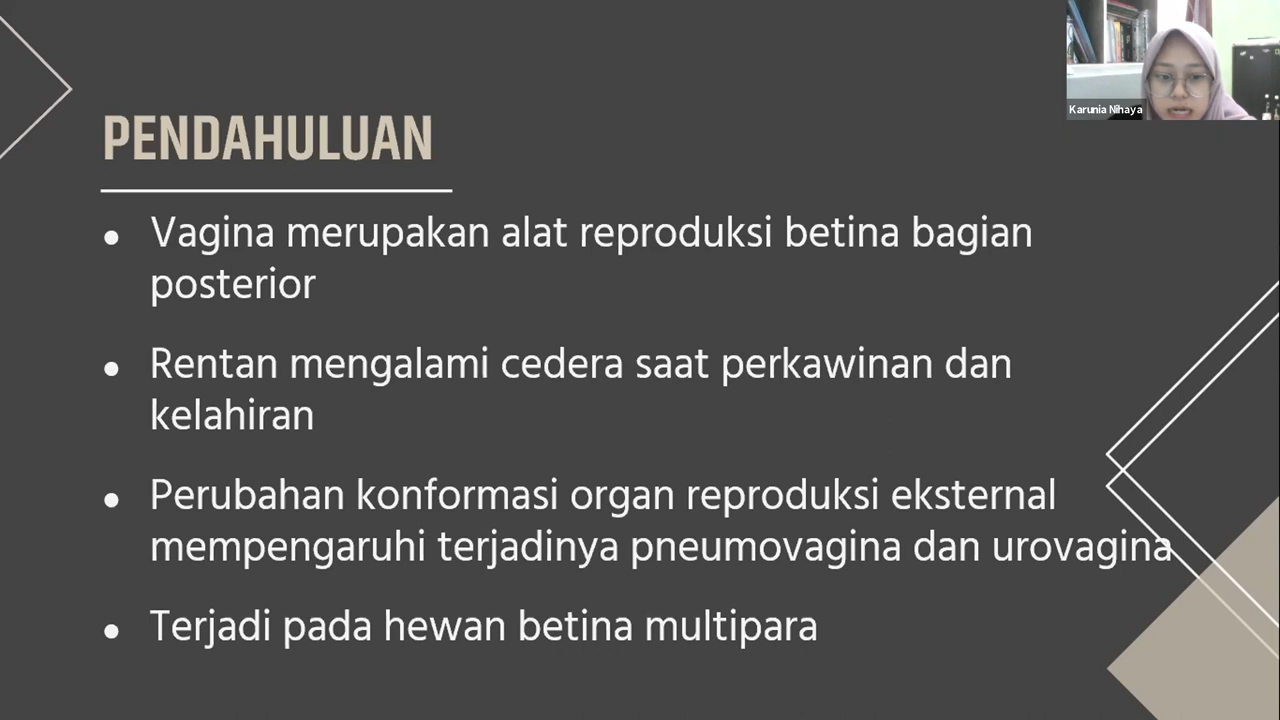 Karunia Nihaya
PENDAHULUAN
Vagina merupakan alat reproduksi betina bagian
posterior
Rentan mengalami cedera saat perkawinan dan
kelahiran
Perubahan konformasi organ reproduksi eksternal
mempengaruhi terjadinya pneumovagina dan urovagina
Terjadi pada hewan betina multipara